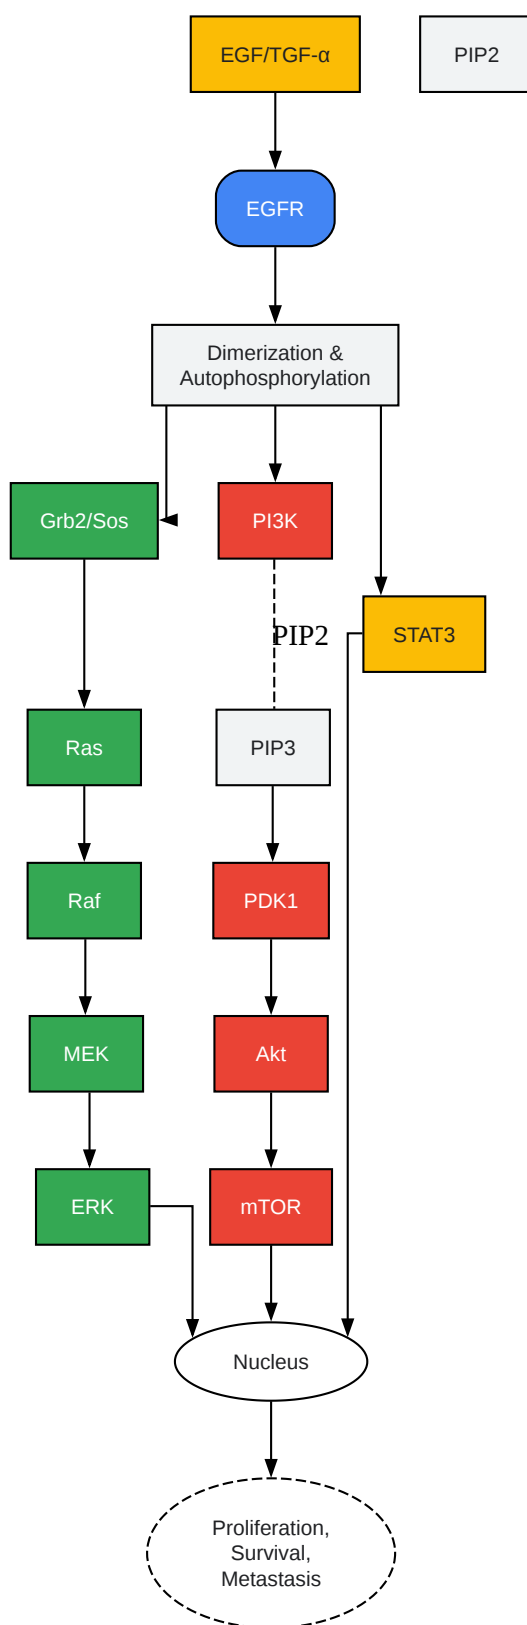 EGF/TGF-α
PIP2
EGFR
Dimerization &
Autophosphorylation
Grb2/Sos
PI3K
PIP2
STAT3
Ras
PIP3
Raf
PDK1
MEK
Akt
ERK
mTOR
Nucleus
Proliferation,
Survival,
Metastasis